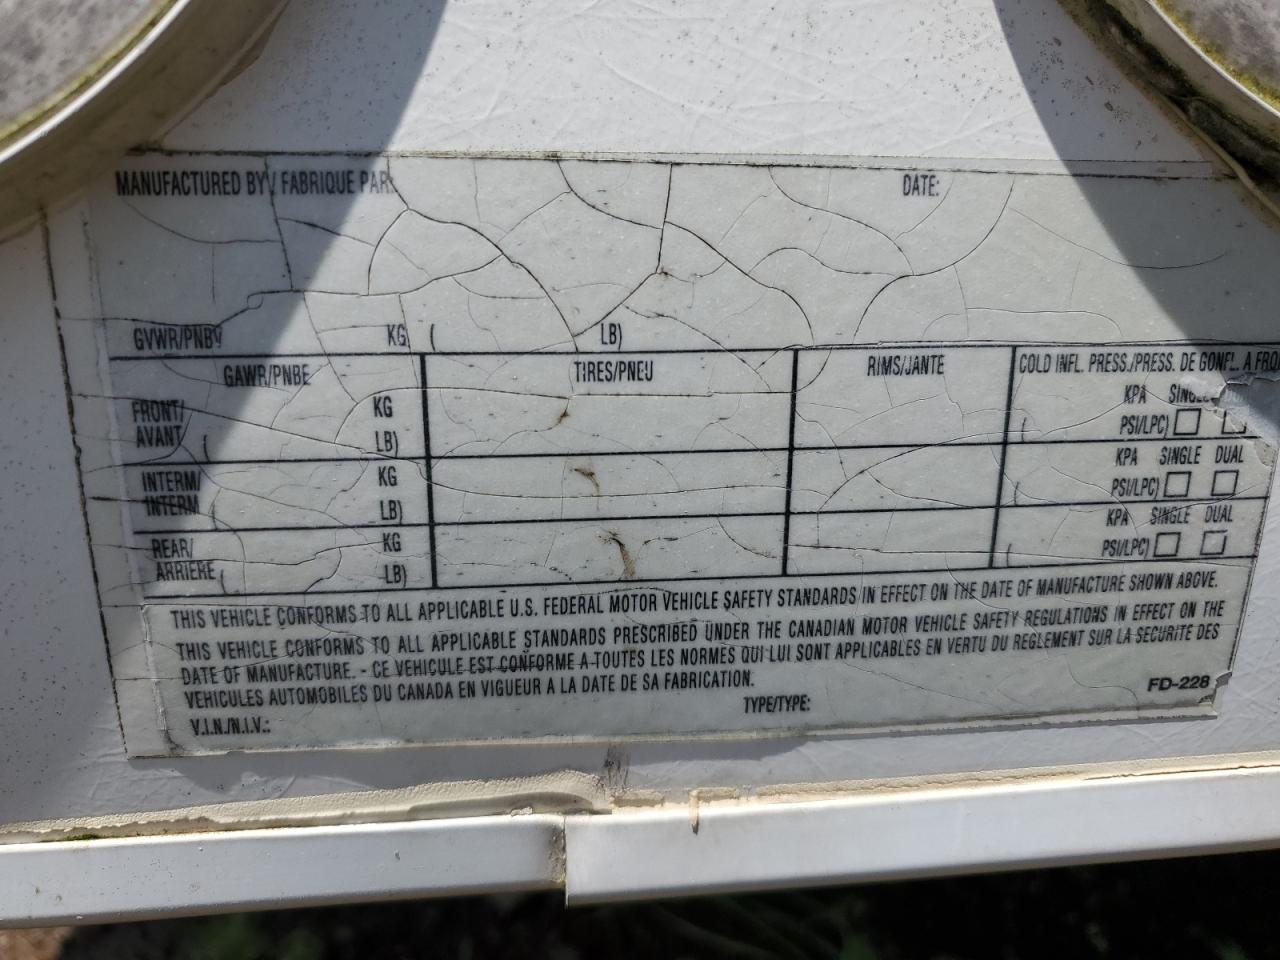 MANUFACTURED BY / FABRIQUE PAR: DATE:
GVWR/PNBV KG ( LB)
GAWR/PNBE TIRES/PNEU RIMS/JANTE COLD INFL. PRESS./PRESS. DE GONFL. A FRO
FRONT/ KG KPA SINGLE
AVANT ( LB) ( PSI/LPC)
INTERM/ KG KPA SINGLE DUAL
INTERM ( LB) ( PSI/LPC)
REAR/ KG KPA SINGLE DUAL
ARRIERE ( LB) ( PSI/LPC)
THIS VEHICLE CONFORMS TO ALL APPLICABLE U.S. FEDERAL MOTOR VEHICLE SAFETY STANDARDS IN EFFECT ON THE DATE OF MANUFACTURE SHOWN ABOVE.
THIS VEHICLE CONFORMS TO ALL APPLICABLE STANDARDS PRESCRIBED UNDER THE CANADIAN MOTOR VEHICLE SAFETY REGULATIONS IN EFFECT ON THE
DATE OF MANUFACTURE. - CE VEHICULE EST CONFORME A TOUTES LES NORMES QUI LUI SONT APPLICABLES EN VERTU DU REGLEMENT SUR LA SECURITE DES
VEHICULES AUTOMOBILES DU CANADA EN VIGUEUR A LA DATE DE SA FABRICATION.
FD-228
V.I.N./N.I.V.: TYPE/TYPE: